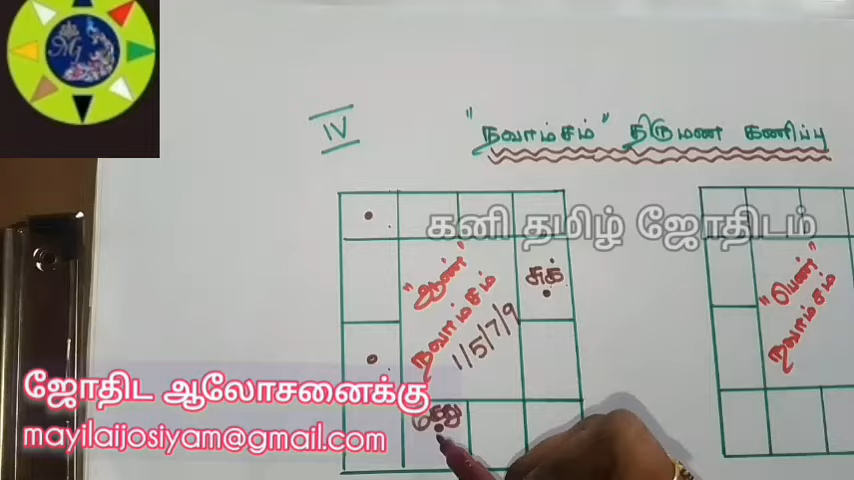 MJ
IV
"நவாம்சம்" திருமண கணிப்பு
கனி தமிழ் ஜோதிடம்
"ஆண்"
நவாம்சம்
1/5/7/9
சுக்
"பெண்"
நவாம்சம்
ஜோதிட ஆலோசனைக்கு
mayilaijosiyam@gmail.com